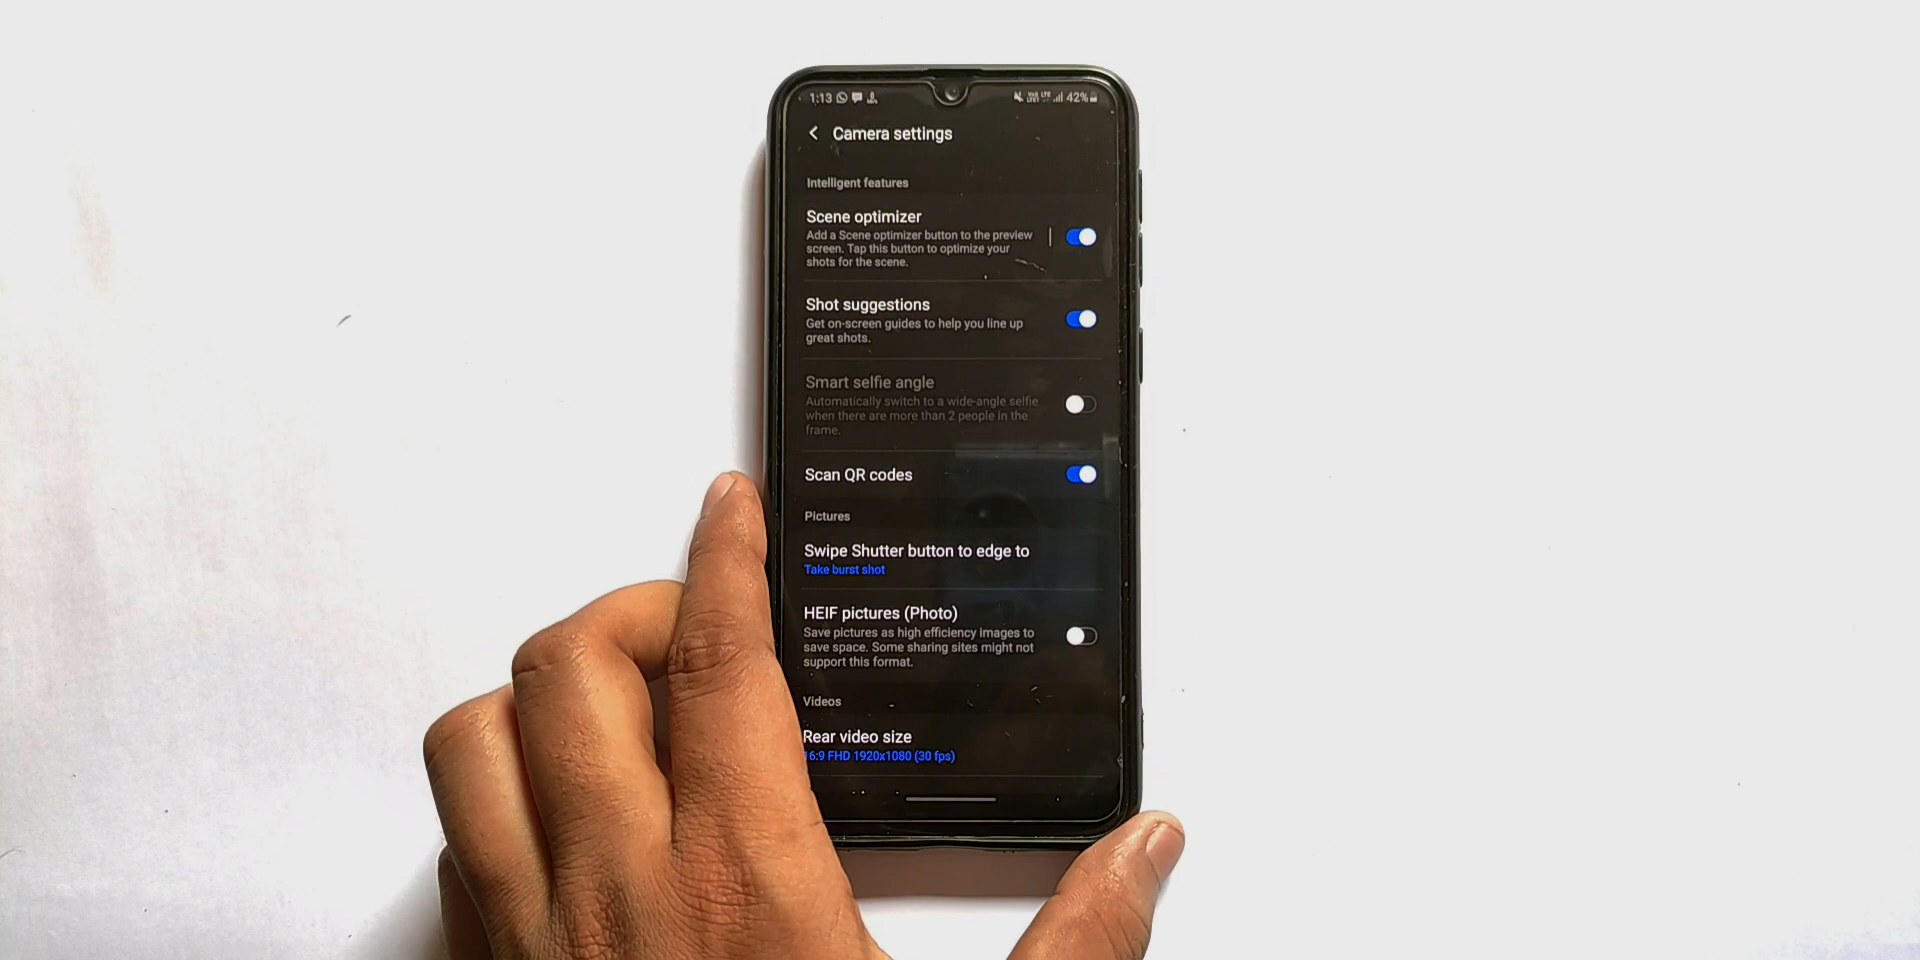 1:13 42%
Camera settings
Intelligent features
Scene optimizer
Add a Scene optimizer button to the preview
screen. Tap this button to optimize your
shots for the scene.
Shot suggestions
Get on-screen guides to help you line up
great shots.
Smart selfie angle
Automatically switch to a wide-angle selfie
when there are more than 2 people in the
frame.
Scan QR codes
Pictures
Swipe Shutter button to edge to
Take burst shot
HEIF pictures (Photo)
Save pictures as high efficiency images to
save space. Some sharing sites might not
support this format.
Videos
Rear video size
16:9 FHD 1920x1080 (30 fps)